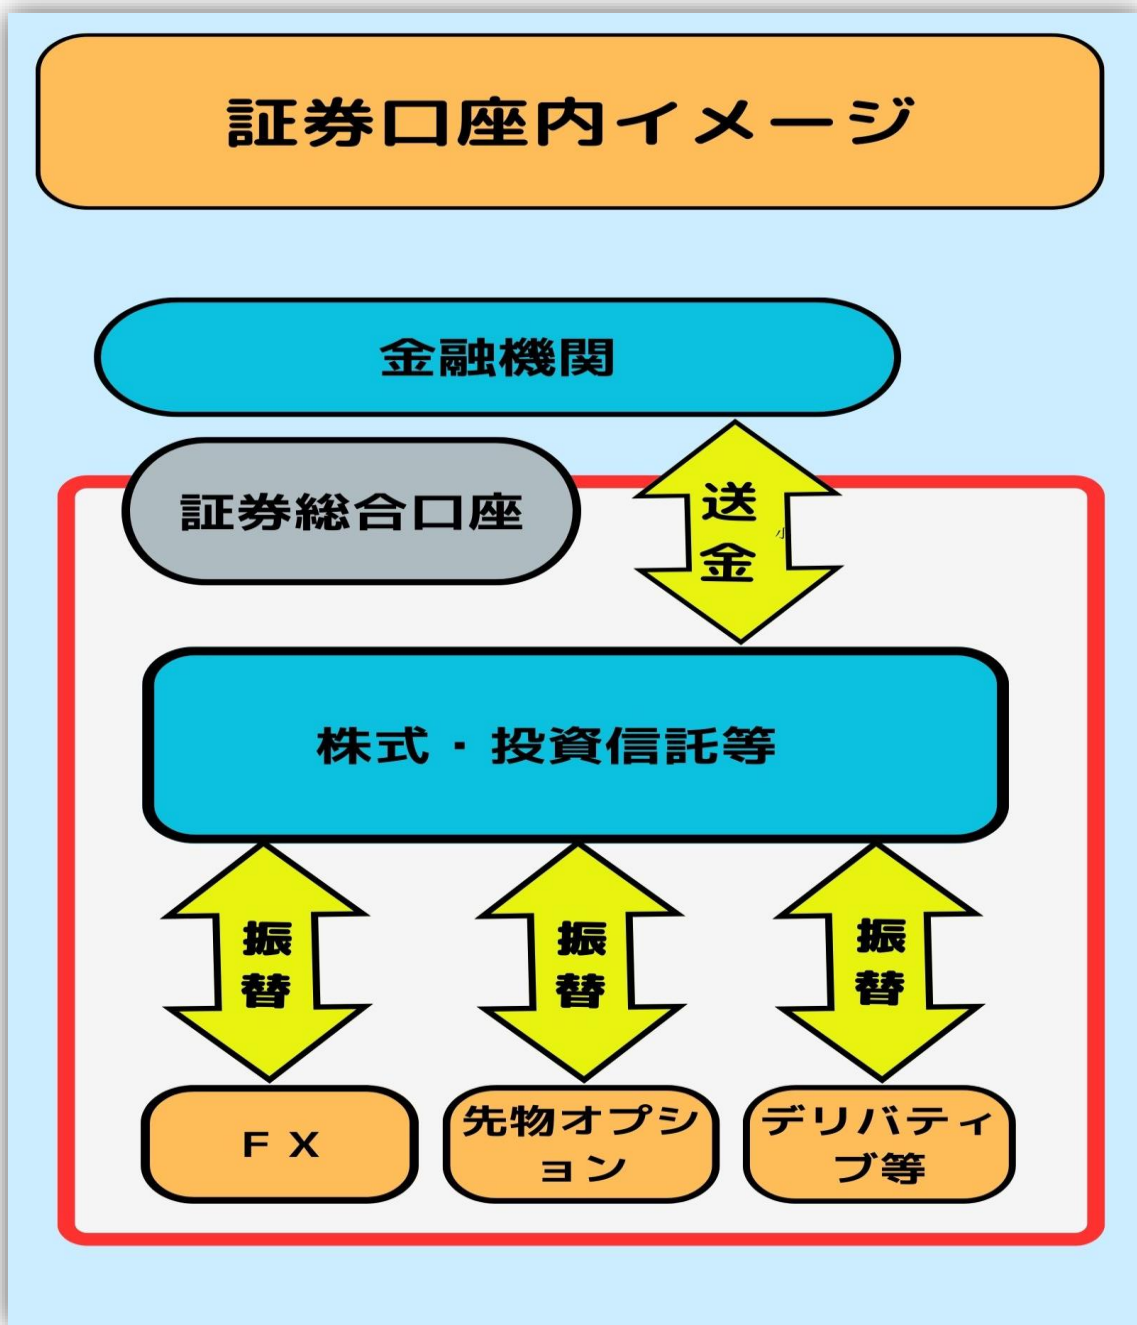 証券口座内イメージ
金融機関
証券総合口座
送
金
小
株式・投資信託等
振
替
振
替
振
替
ＦＸ
先物オプシ
ョン
デリバティ
ブ等